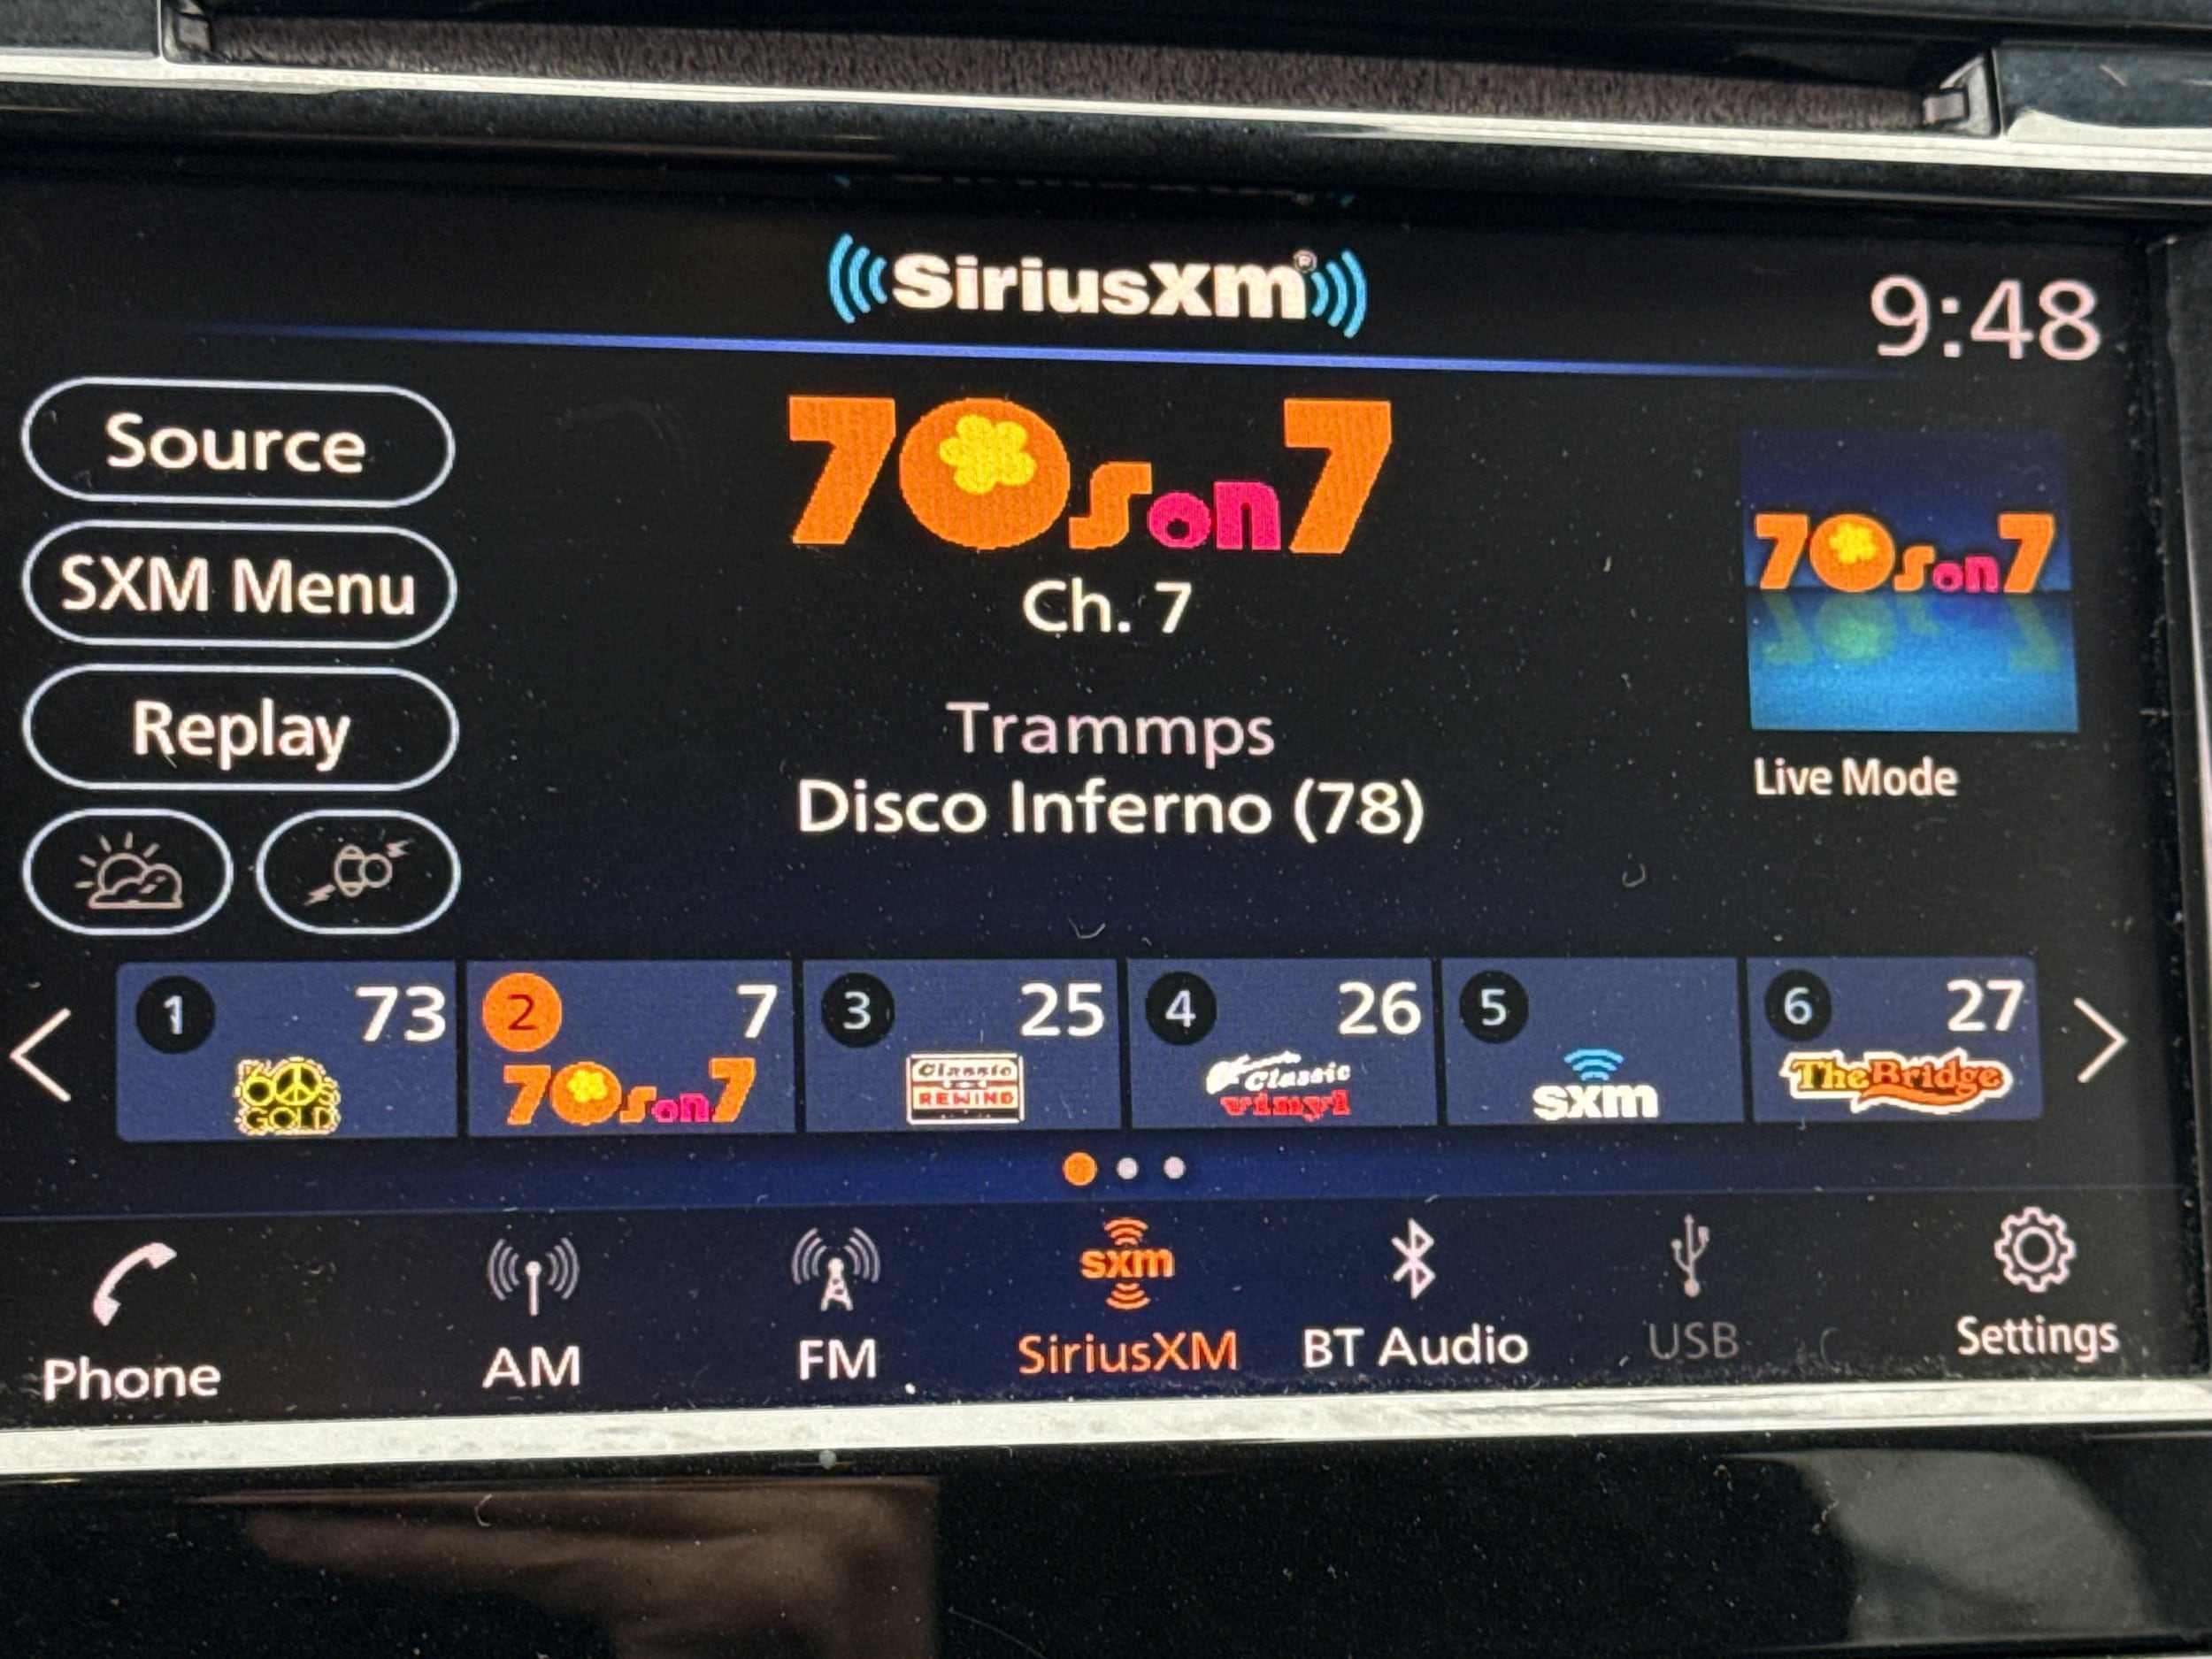 SiriusXM®
9:48
Source
SXM Menu
Replay
70s on 7
Ch. 7
Trammps
Disco Inferno (78)
70s on 7
Live Mode
1 73
60s GOLD
2 7
70s on 7
3 25
Classic REWIND
4 26
Classic vinyl
5
sxm
6 27
The Bridge
Phone
AM
FM
sxm
SiriusXM
BT Audio
USB
Settings